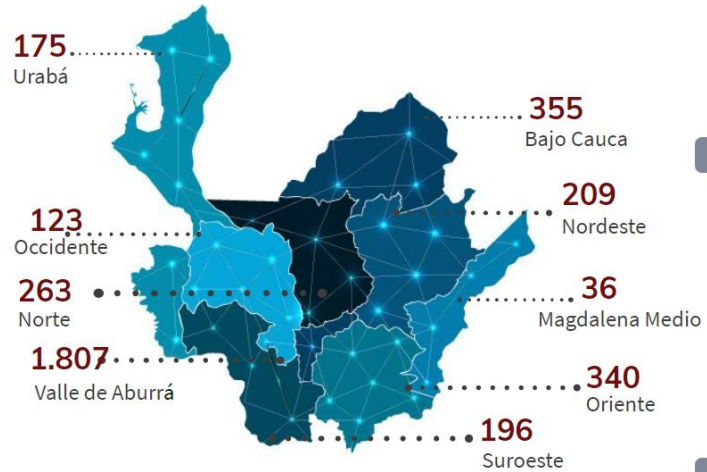 175
Urabá
355
Bajo Cauca
209
Nordeste
123
Occidente
263
Norte
36
Magdalena Medio
1.807
Valle de Aburrá
340
Oriente
196
Suroeste